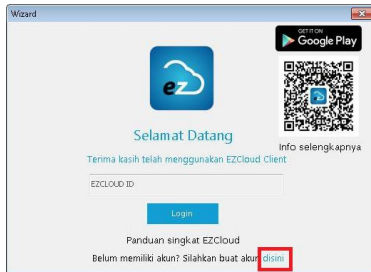 Wizard
GET IT ON
Google Play
ez
Selamat Datang
Info selengkapnya
Terima kasih telah menggunakan EZCloud Client
EZCLOUD ID
Login
Panduan singkat EZCloud
Belum memiliki akun? Silahkan buat akun disini